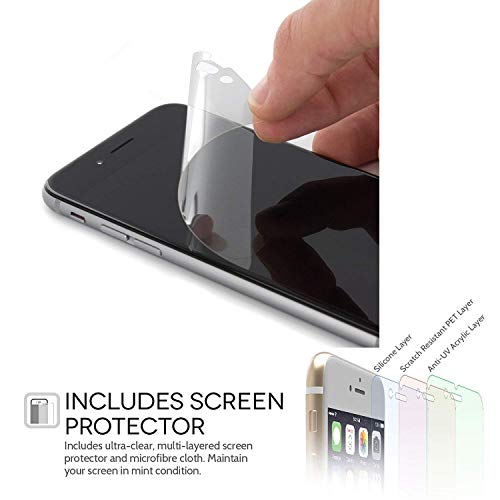 Silicone Layer
Scratch Resistant PET Layer
Anti-UV Acrylic Layer
INCLUDES SCREEN
PROTECTOR
Includes ultra-clear, multi-layered screen
protector and microfibre cloth. Maintain
your screen in mint condition.